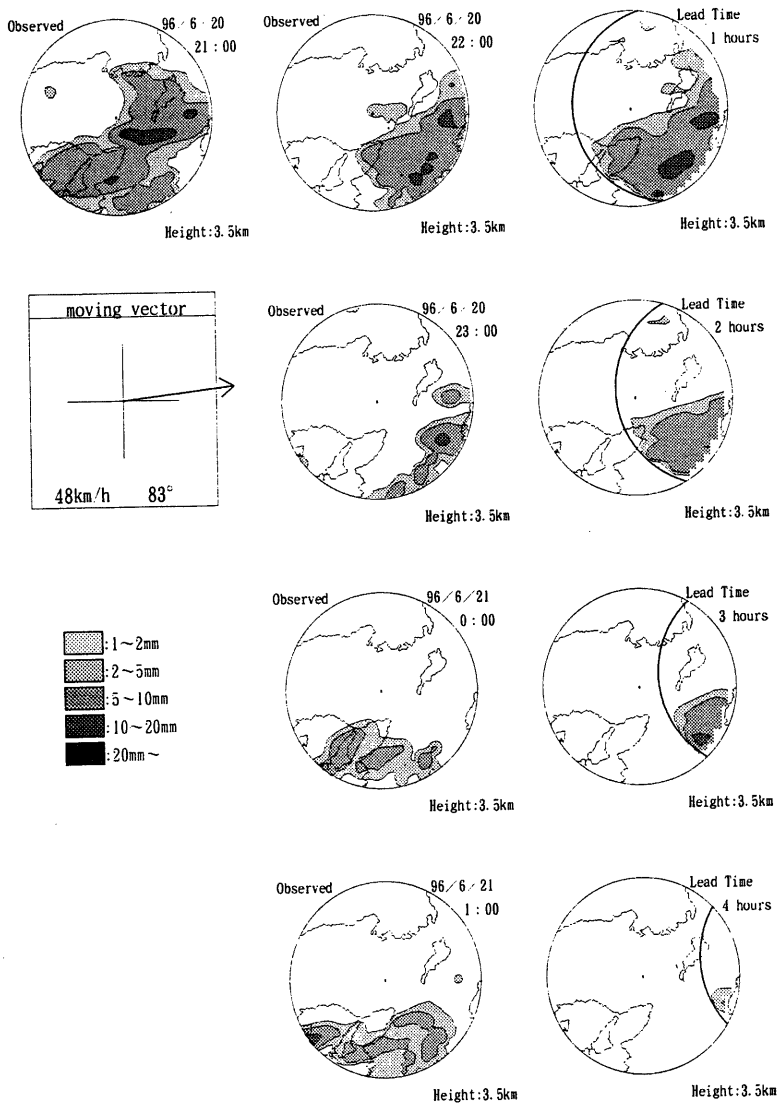 Observed
96/6/20
21:00
Height:3.5km
Observed
96/6/20
22:00
Height:3.5km
Lead Time
1 hours
Height:3.5km
moving vector
48km/h 83°
Observed
96/6/20
23:00
Height:3.5km
Lead Time
2 hours
Height:3.5km
:1~2mm
:2~5mm
:5~10mm
:10~20mm
:20mm~
Observed
96/6/21
0:00
Height:3.5km
Lead Time
3 hours
Height:3.5km
Observed
96/6/21
1:00
Height:3.5km
Lead Time
4 hours
Height:3.5km